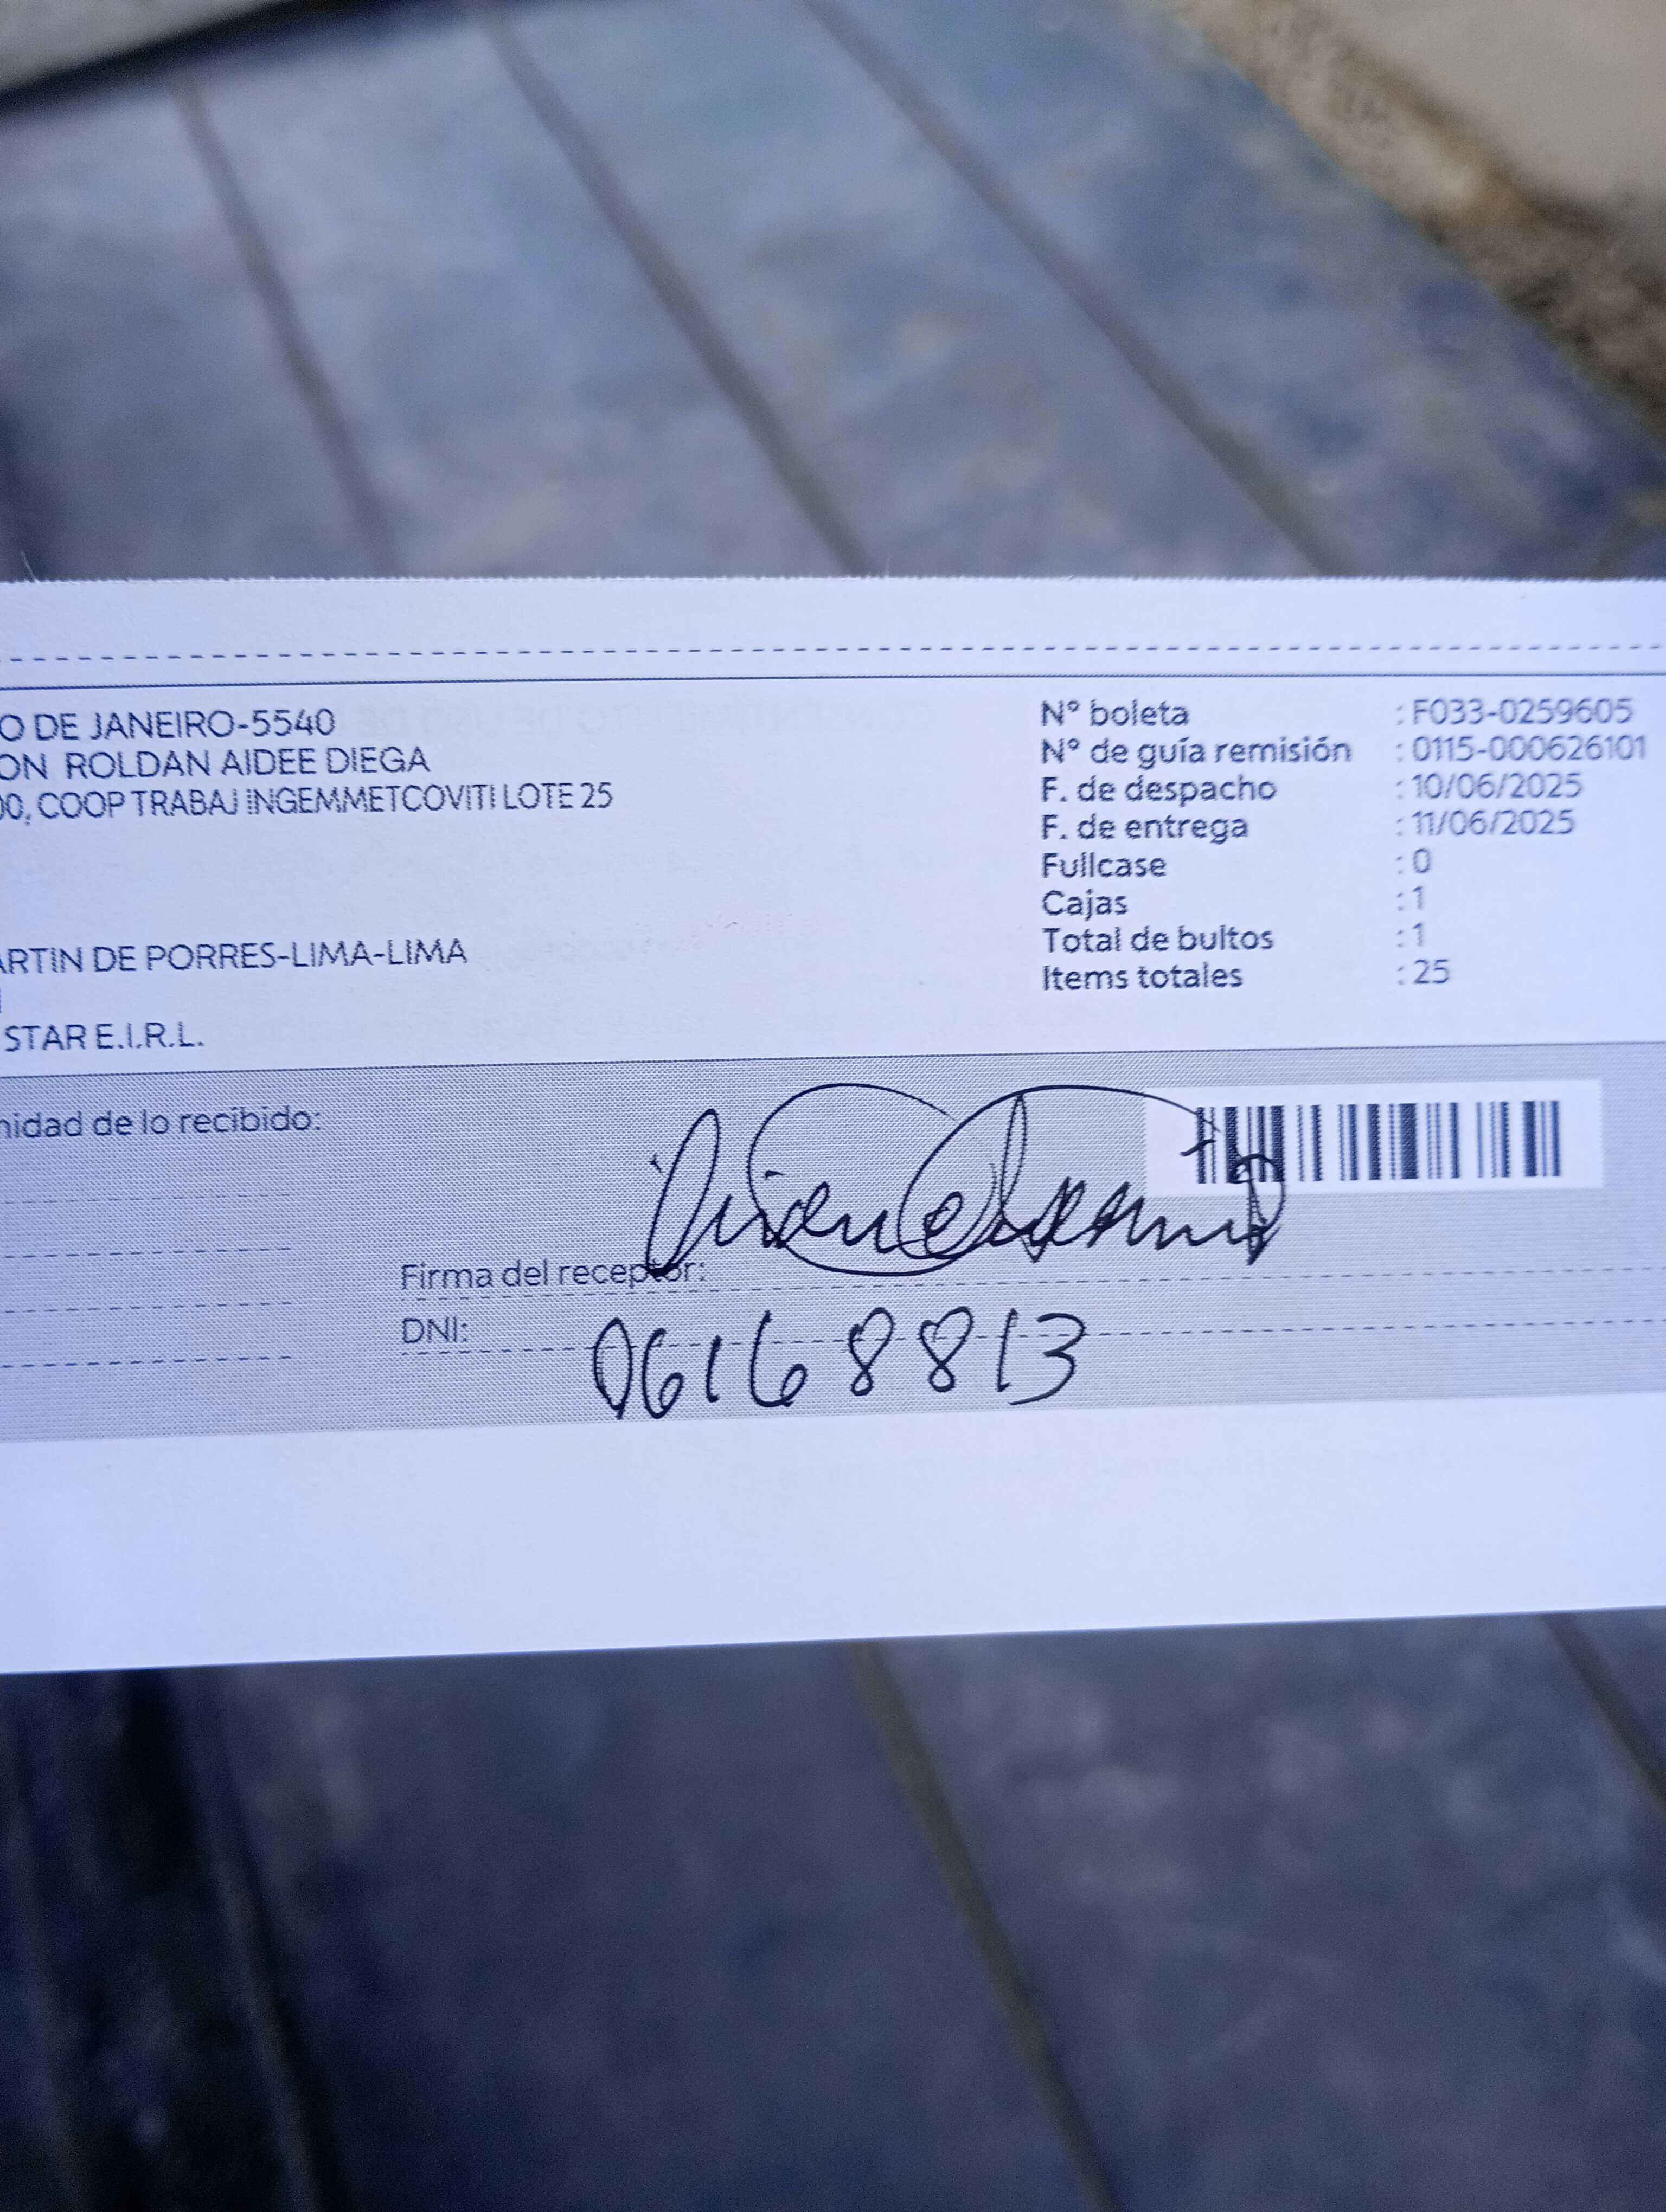 O DE JANEIRO-5540
ON ROLDAN AIDEE DIEGA
00, COOP TRABAJ INGEMMETCOVITI LOTE 25
ARTIN DE PORRES-LIMA-LIMA
STAR E.I.R.L.
Nº boleta : F033-0259605
Nº de guía remisión : 0115-000626101
F. de despacho : 10/06/2025
F. de entrega : 11/06/2025
Fullcase : 0
Cajas : 1
Total de bultos : 1
Items totales : 25
nidad de lo recibido:
Firma del receptor:
DNI: 06168813